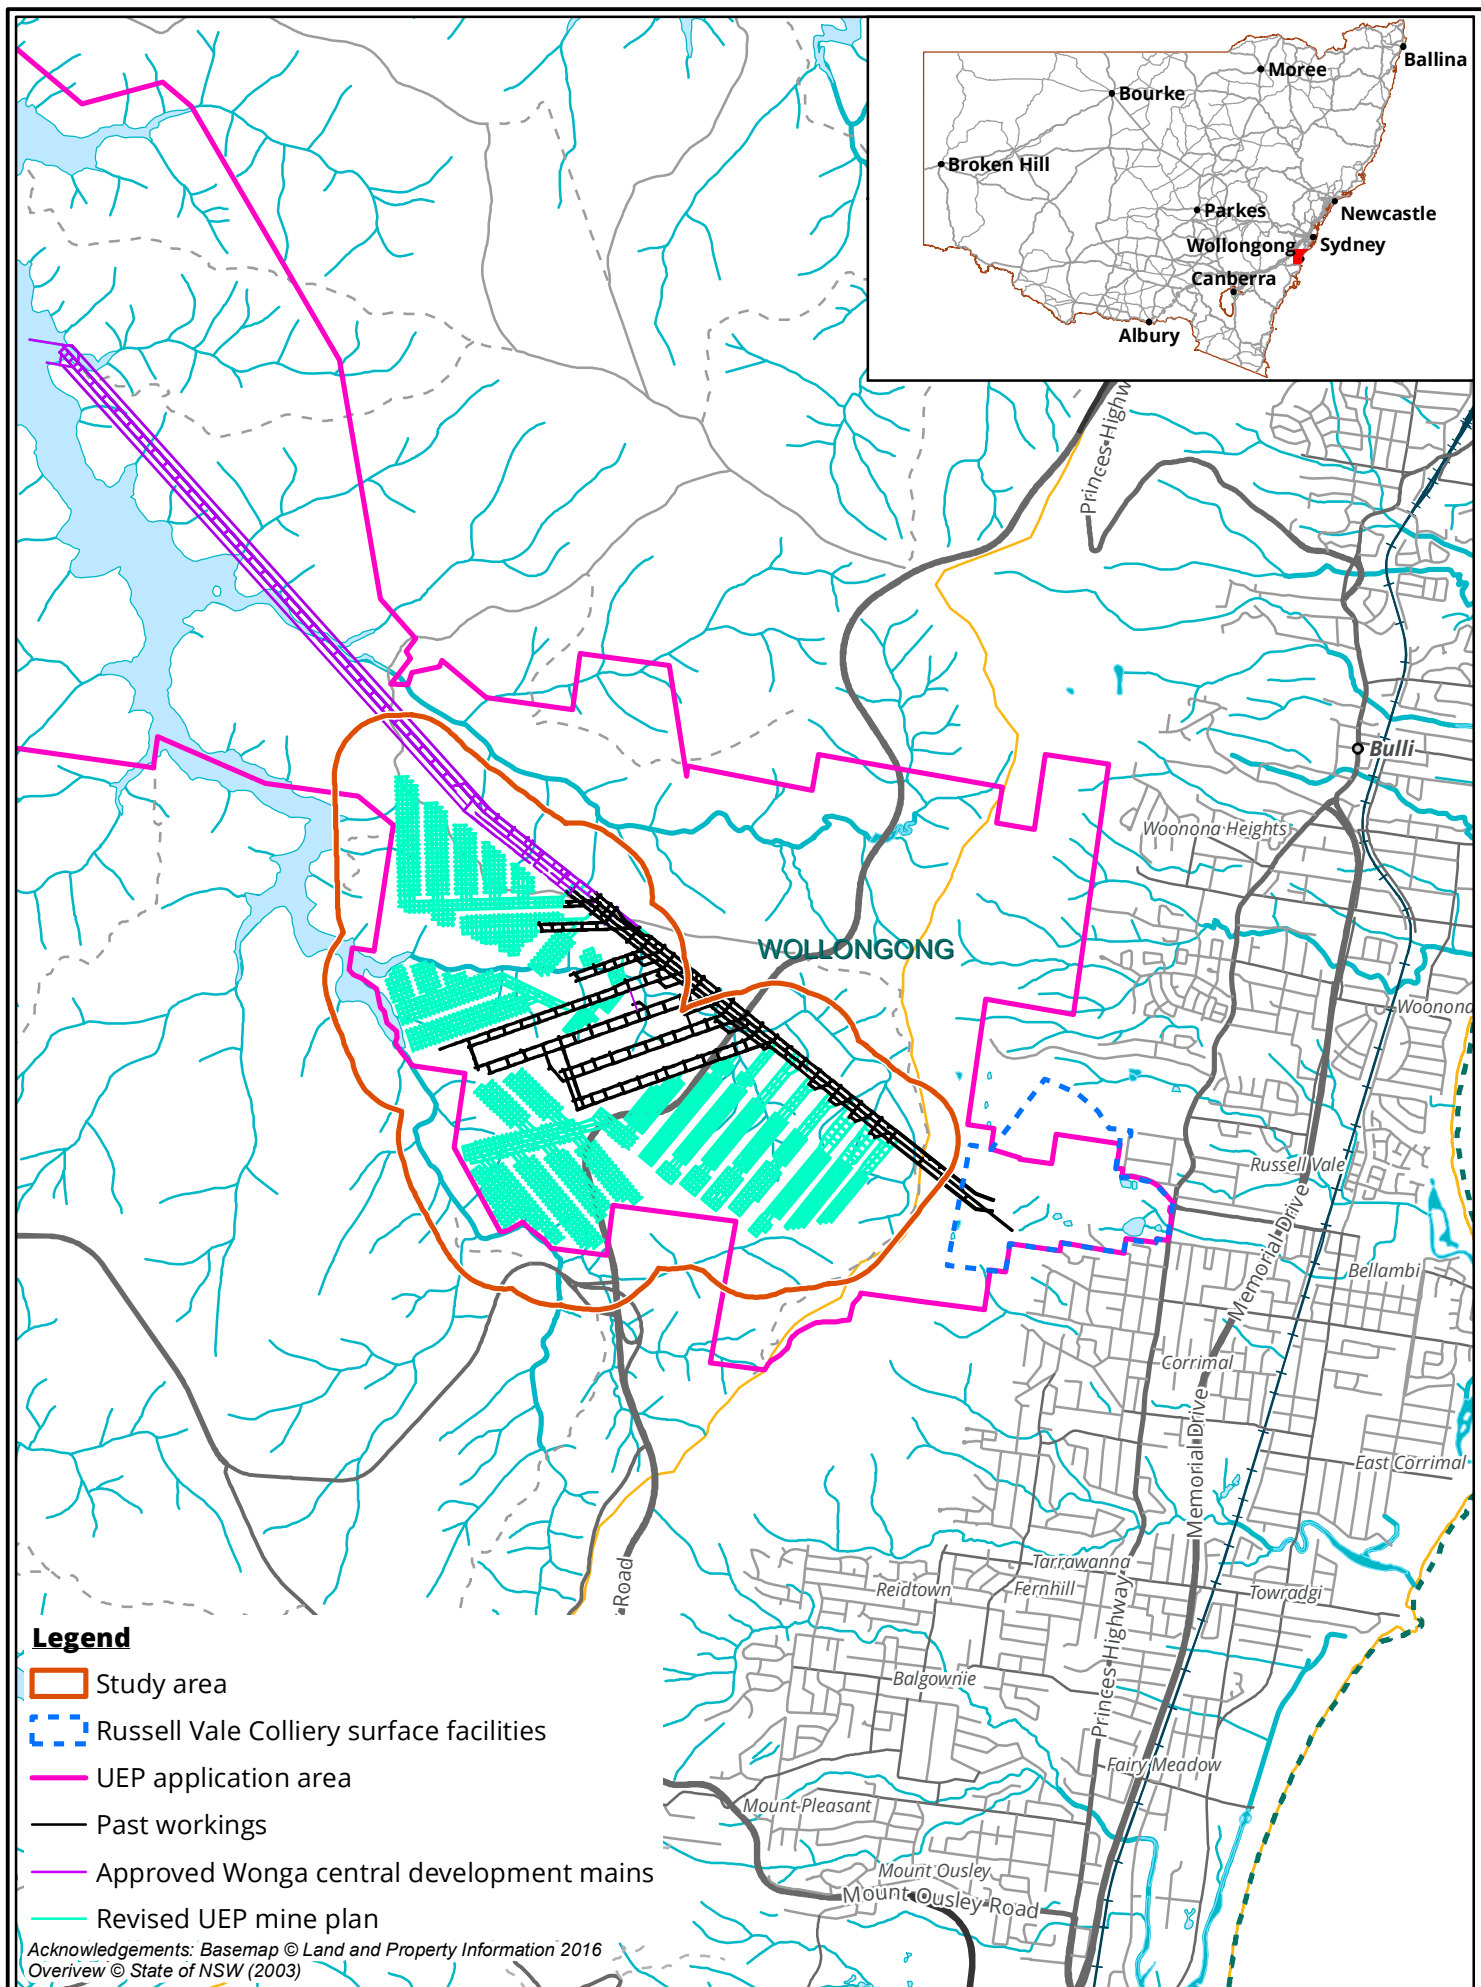 Ballina
Moree
Bourke
Broken Hill
Parkes
Newcastle
Wollongong
Sydney
Canberra
Albury
Princes Highw
Bulli
Woonona Heights
WOLLONGONG
Woonona
Russell Vale
Memorial Drive
Bellambi
Corrimal
Memorial Drive
East Corrimal
Tarrawanna
Reidtown
Fernhill
Towradgi
Road
Princes Highway
Balgownie
Fairy Meadow
Mount Pleasant
Mount Ousley
Mount Ousley Road
Legend
Study area
Russell Vale Colliery surface facilities
UEP application area
Past workings
Approved Wonga central development mains
Revised UEP mine plan
Acknowledgements: Basemap © Land and Property Information 2016
Overivew © State of NSW (2003)